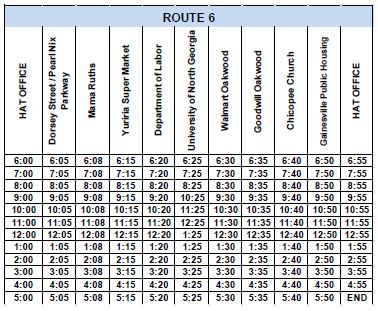 ROUTE 6
HAT OFFICE
Dorsey Street / Pearl Nix
Parkway
Mama Ruths
Yuriria Super Market
Department of Labor
University of North Georgia
Walmart Oakwood
Goodwill Oakwood
Chicopee Church
Gainesville Public Housing
HAT OFFICE
6:00 6:05 6:08 6:15 6:20 6:25 6:30 6:35 6:40 6:50 6:55
7:00 7:05 7:08 7:15 7:20 7:25 7:30 7:35 7:40 7:50 7:55
8:00 8:05 8:08 8:15 8:20 8:25 8:30 8:35 8:40 8:50 8:55
9:00 9:05 9:08 9:15 9:20 10:25 9:30 9:35 9:40 9:50 9:55
10:00 10:05 10:08 10:15 10:20 11:25 10:30 10:35 10:40 10:50 10:55
11:00 11:05 11:08 11:15 11:20 12:25 11:30 11:35 11:40 11:50 11:55
12:00 12:05 12:08 12:15 12:20 1:25 12:30 12:35 12:40 12:50 12:55
1:00 1:05 1:08 1:15 1:20 1:25 1:30 1:35 1:40 1:50 1:55
2:00 2:05 2:08 2:15 2:20 2:25 2:30 2:35 2:40 2:50 2:55
3:00 3:05 3:08 3:15 3:20 3:25 3:30 3:35 3:40 3:50 3:55
4:00 4:05 4:08 4:15 4:20 4:25 4:30 4:35 4:40 4:50 4:55
5:00 5:05 5:08 5:15 5:20 5:25 5:30 5:35 5:40 5:50 END